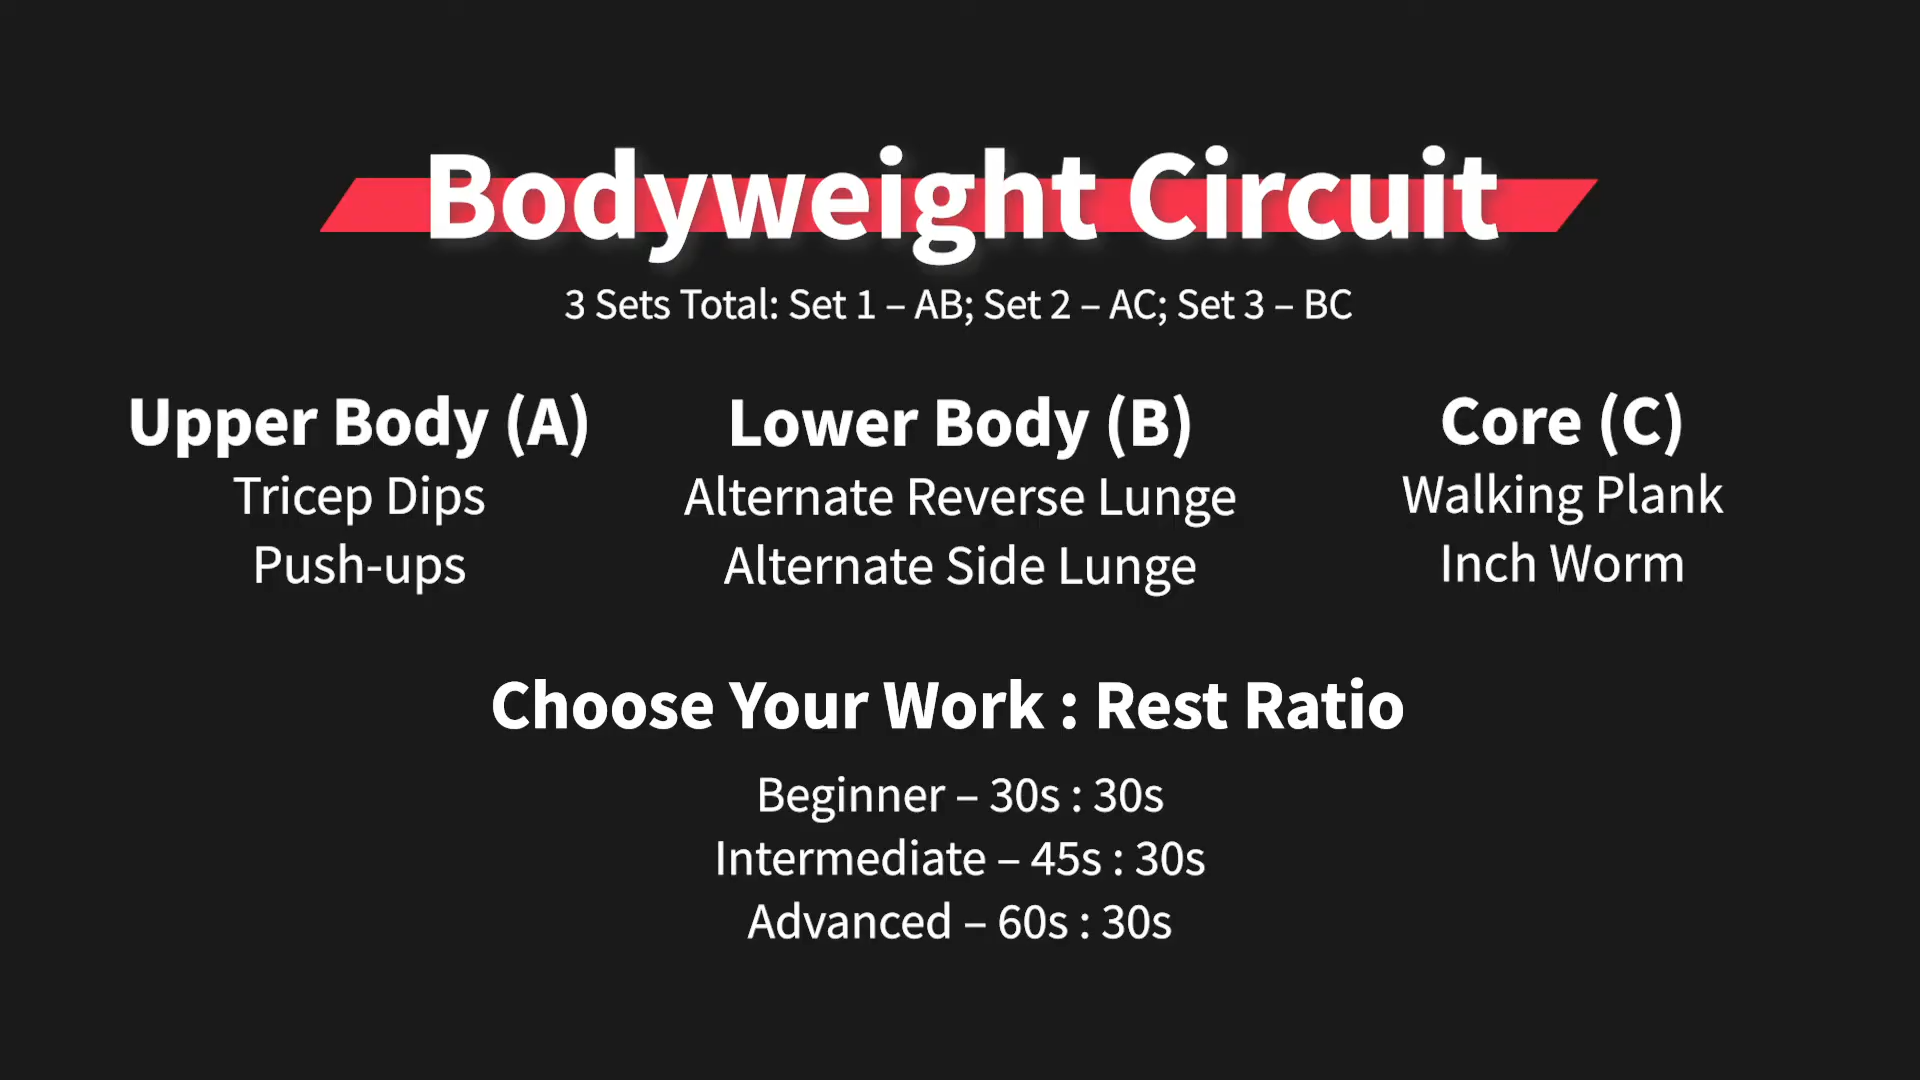 Bodyweight Circuit
3 Sets Total: Set 1 – AB; Set 2 – AC; Set 3 – BC
Upper Body (A)
Tricep Dips
Push-ups
Lower Body (B)
Alternate Reverse Lunge
Alternate Side Lunge
Core (C)
Walking Plank
Inch Worm
Choose Your Work : Rest Ratio
Beginner – 30s : 30s
Intermediate – 45s : 30s
Advanced – 60s : 30s